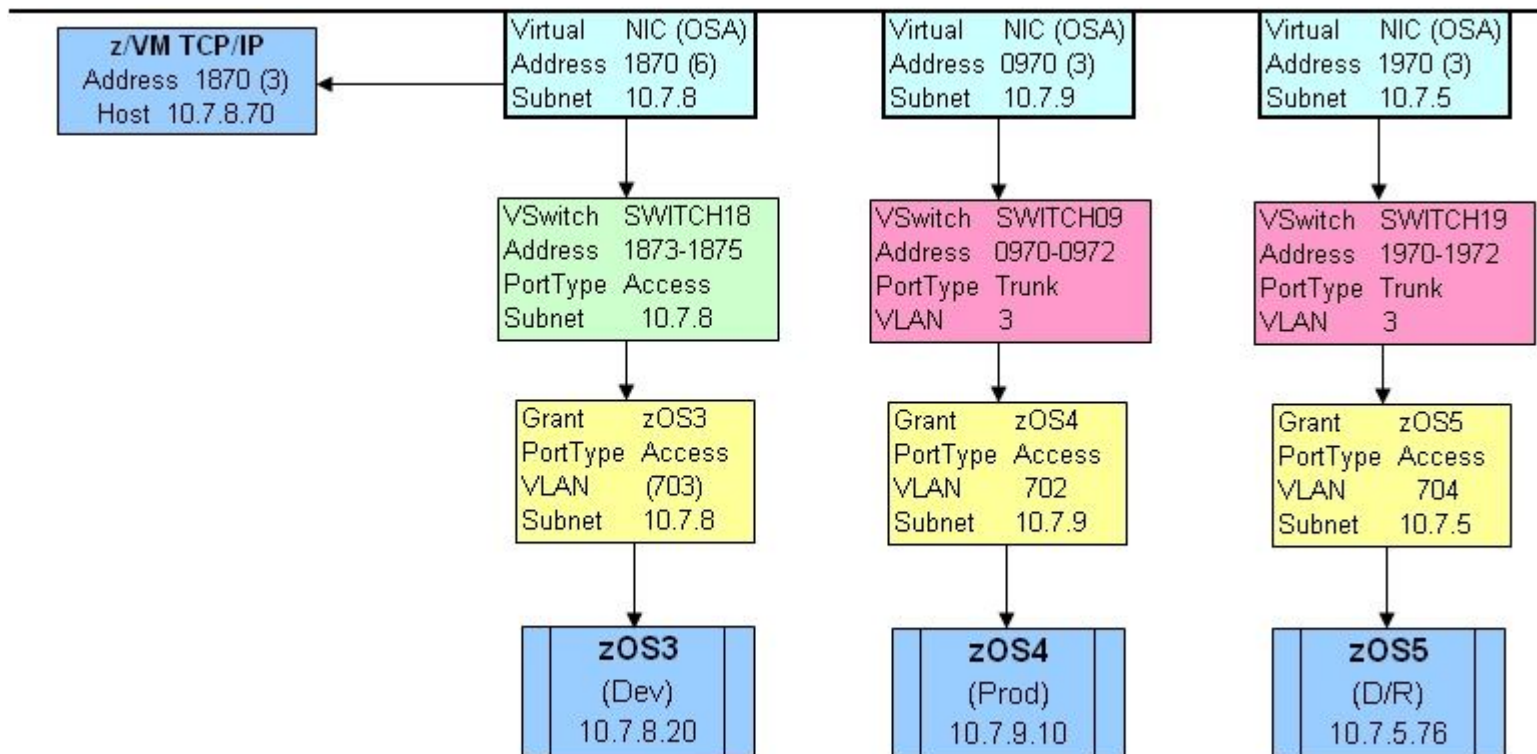 z/VM TCP/IP
Address 1870 (3)
Host 10.7.8.70
Virtual NIC (OSA)
Address 1870 (6)
Subnet 10.7.8
Virtual NIC (OSA)
Address 0970 (3)
Subnet 10.7.9
Virtual NIC (OSA)
Address 1970 (3)
Subnet 10.7.5
VSwitch SWITCH18
Address 1873-1875
PortType Access
Subnet 10.7.8
VSwitch SWITCH09
Address 0970-0972
PortType Trunk
VLAN 3
VSwitch SWITCH19
Address 1970-1972
PortType Trunk
VLAN 3
Grant zOS3
PortType Access
VLAN (703)
Subnet 10.7.8
Grant zOS4
PortType Access
VLAN 702
Subnet 10.7.9
Grant zOS5
PortType Access
VLAN 704
Subnet 10.7.5
zOS3
(Dev)
10.7.8.20
zOS4
(Prod)
10.7.9.10
zOS5
(D/R)
10.7.5.76